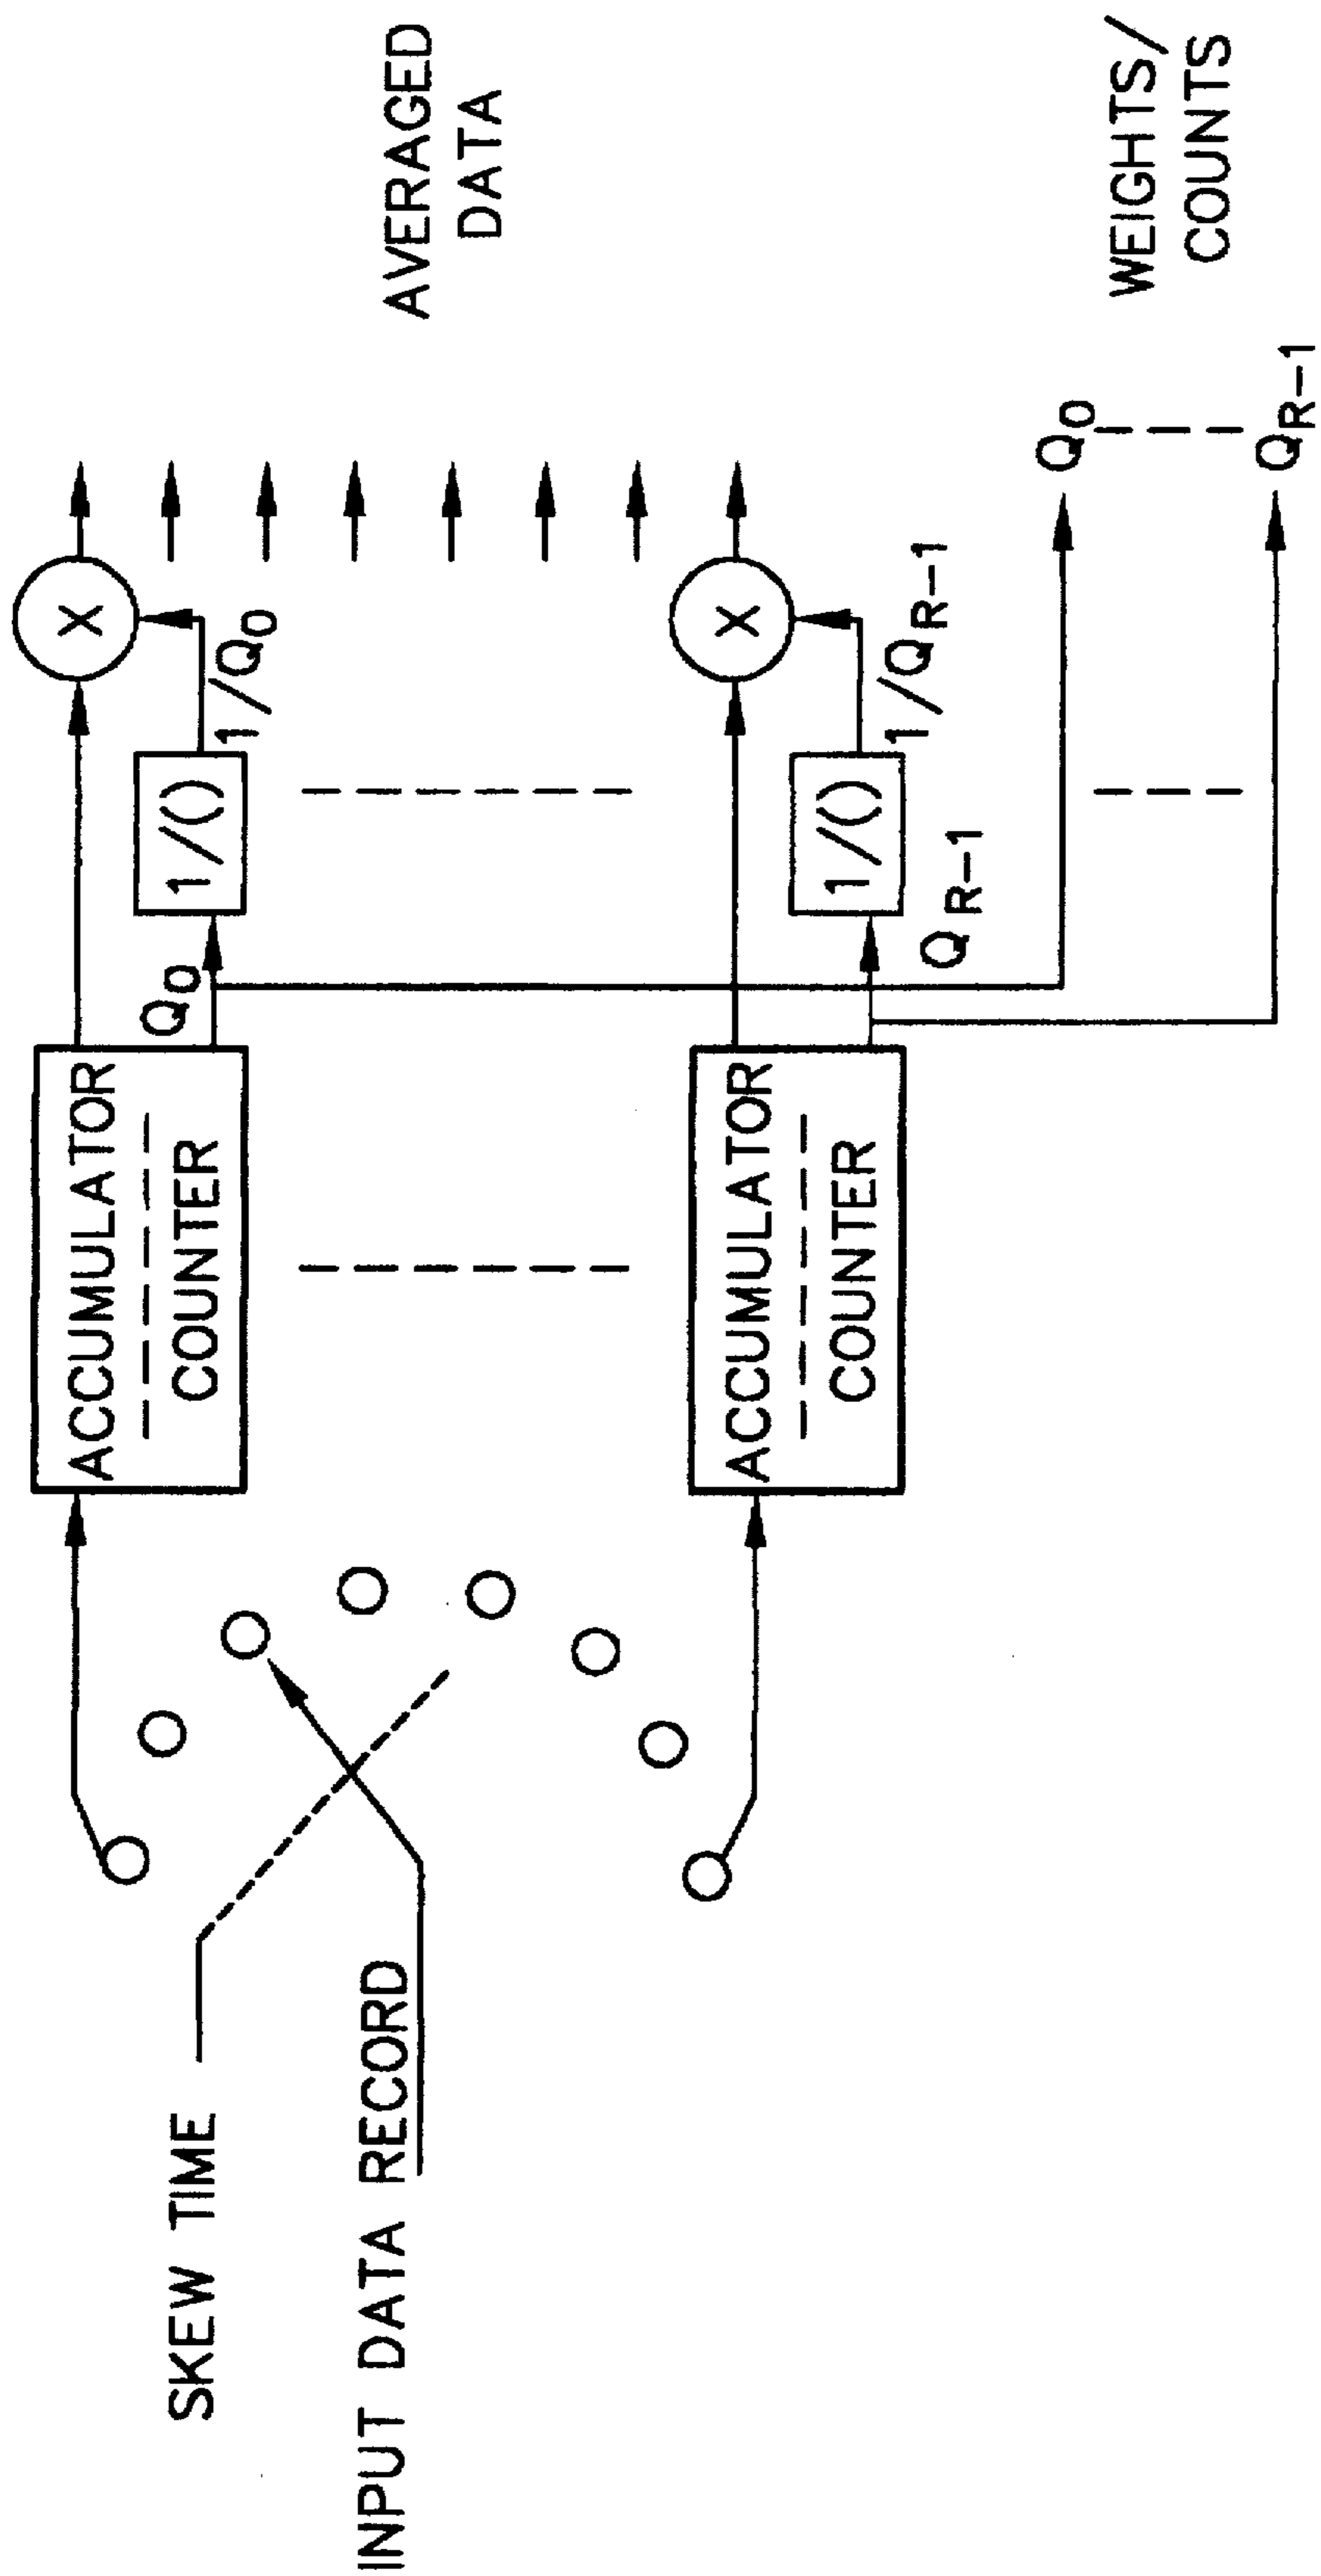 SKEW TIME
INPUT DATA RECORD
ACCUMULATOR
COUNTER
Q0
1/()
1/Q0
X
AVERAGED
DATA
ACCUMULATOR
COUNTER
QR-1
1/()
1/QR-1
X
Q0
QR-1
WEIGHTS/
COUNTS